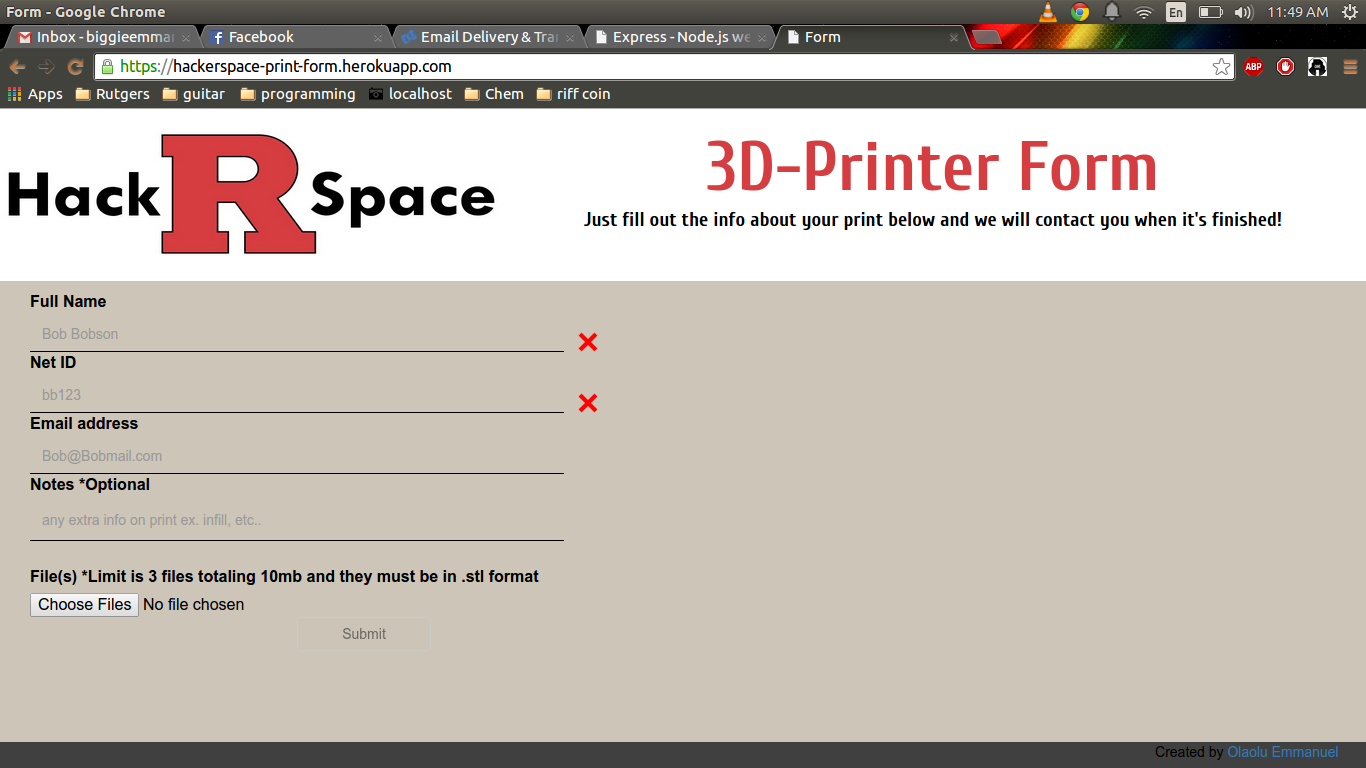 Form - Google Chrome
En
11:49 AM
Inbox - biggieemma
Facebook
Email Delivery & Tra
Express - Node.js we
Form
https://hackerspace-print-form.herokuapp.com
ABP
Apps
Rutgers
guitar
programming
localhost
Chem
riff coin
HackRSpace
3D-Printer Form
Just fill out the info about your print below and we will contact you when it's finished!
Full Name
Bob Bobson
Net ID
bb123
Email address
Bob@Bobmail.com
Notes *Optional
any extra info on print ex. infill, etc..
File(s) *Limit is 3 files totaling 10mb and they must be in .stl format
Choose Files No file chosen
Submit
Created by Olaolu Emmanuel